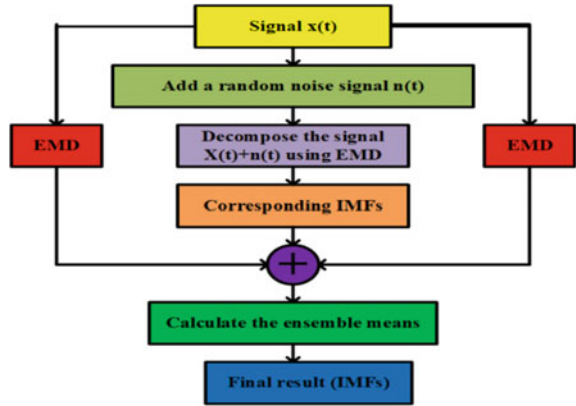 Signal x(t)
Add a random noise signal n(t)
EMD
Decompose the signal
X(t)+n(t) using EMD
EMD
Corresponding IMFs
+
Calculate the ensemble means
Final result (IMFs)